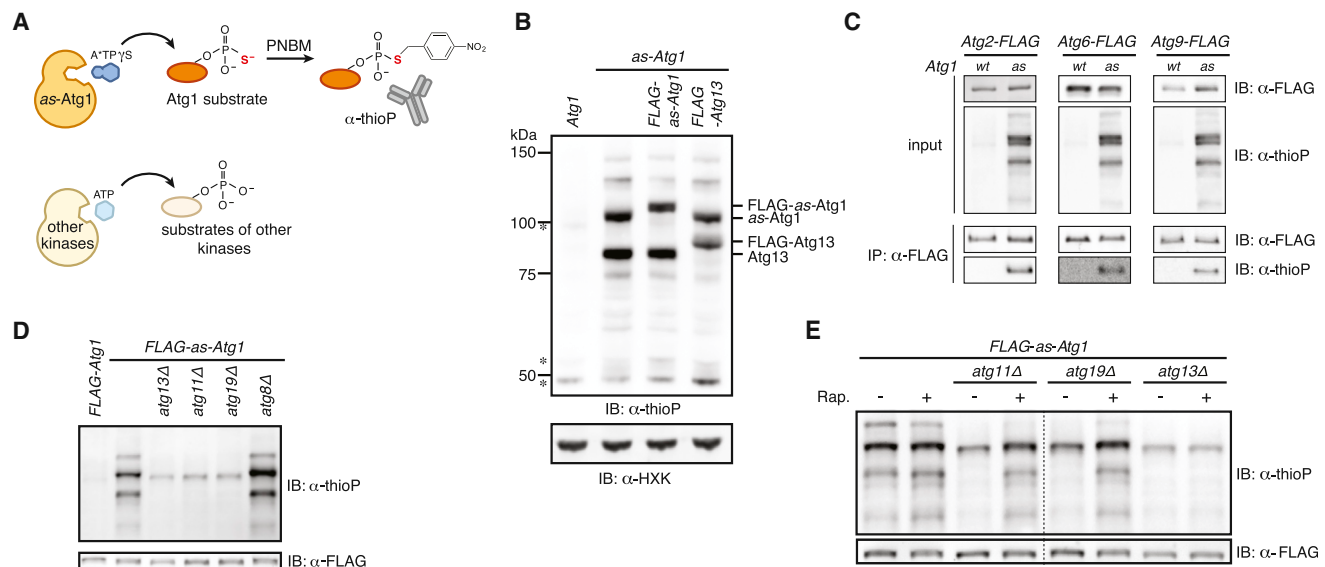 A
A*TPγS
as-Atg1
O
O
P
S⁻
O⁻
Atg1 substrate
PNBM
O
O
P
S
O⁻
NO₂
α-thioP
other
kinases
ATP
O
O
P
O⁻
O⁻
substrates of other
kinases
B
as-Atg1
Atg1
FLAG-
as-Atg1
FLAG
-Atg13
kDa
150
100
*
75
*
50
*
FLAG-as-Atg1
as-Atg1
FLAG-Atg13
Atg13
IB: α-thioP
IB: α-HXK
C
Atg2-FLAG Atg6-FLAG Atg9-FLAG
Atg1 wt as wt as wt as
input
IB: α-FLAG
IB: α-thioP
IP: α-FLAG
IB: α-FLAG
IB: α-thioP
D
FLAG-as-Atg1
FLAG-Atg1
atg13Δ
atg11Δ
atg19Δ
atg8Δ
IB: α-thioP
IB: α-FLAG
E
FLAG-as-Atg1
atg11Δ atg19Δ atg13Δ
Rap. - + - + - + - +
IB: α-thioP
IB: α-FLAG